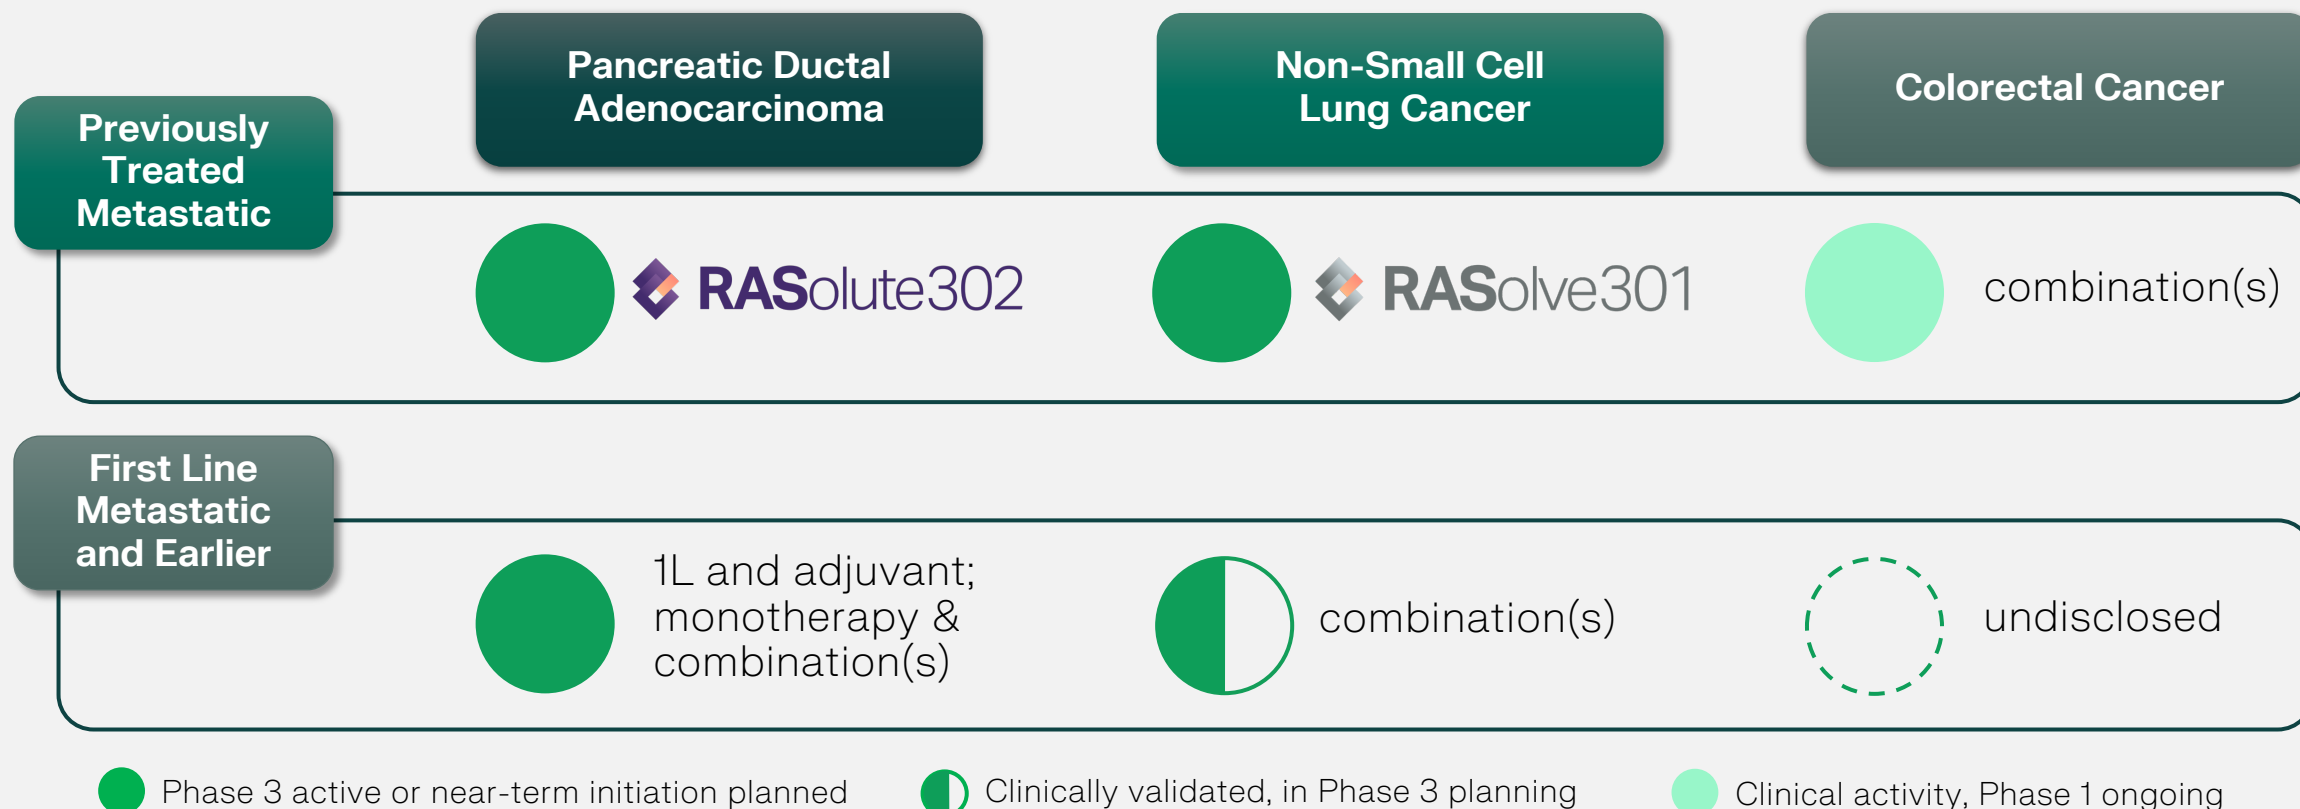 Pancreatic Ductal
Adenocarcinoma
Non-Small Cell
Lung Cancer
Colorectal Cancer
Previously
Treated
Metastatic
RASolute302
RASolve301
combination(s)
First Line
Metastatic
and Earlier
1L and adjuvant;
monotherapy &
combination(s)
combination(s)
undisclosed
Phase 3 active or near-term initiation planned
Clinically validated, in Phase 3 planning
Clinical activity, Phase 1 ongoing